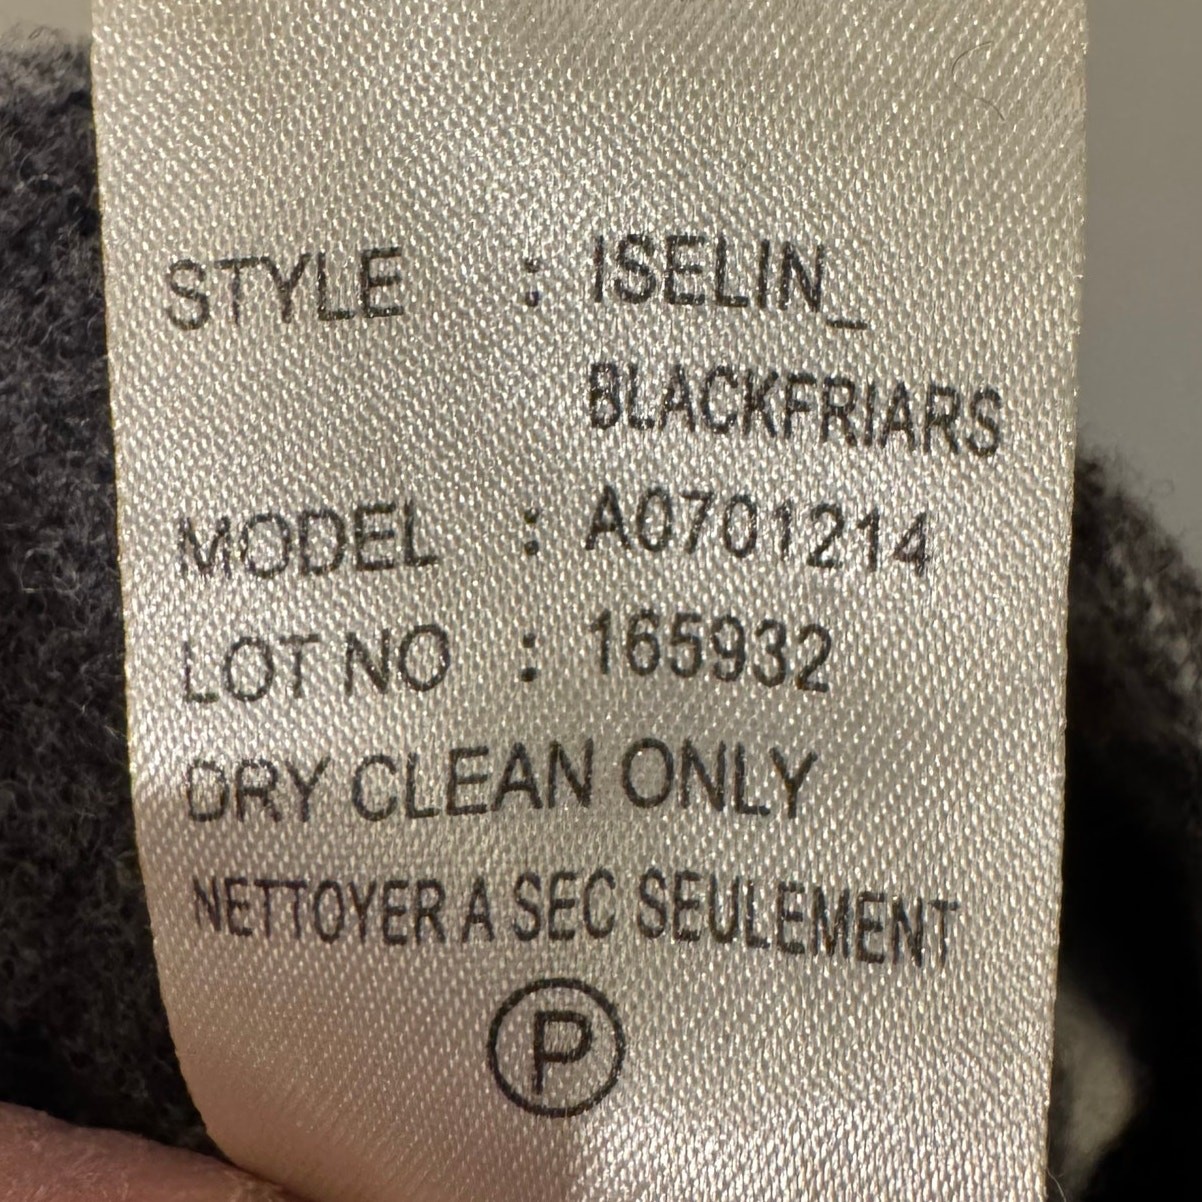 STYLE : ISELIN_
BLACKFRIARS
MODEL : A0701214
LOT NO : 165932
DRY CLEAN ONLY
NETTOYER A SEC SEULEMENT
P